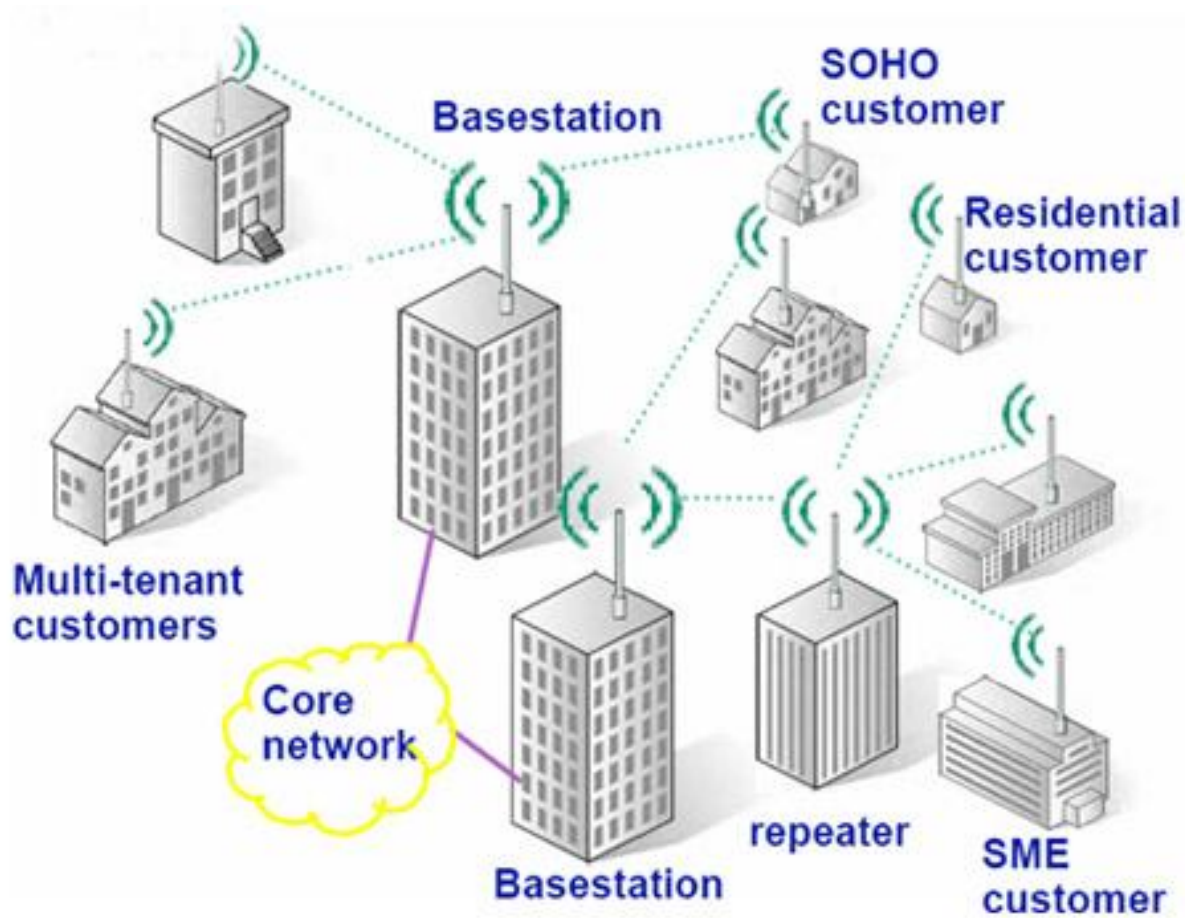 SOHO
customer
Basestation
Residential
customer
Multi-tenant
customers
Core
network
repeater
Basestation
SME
customer